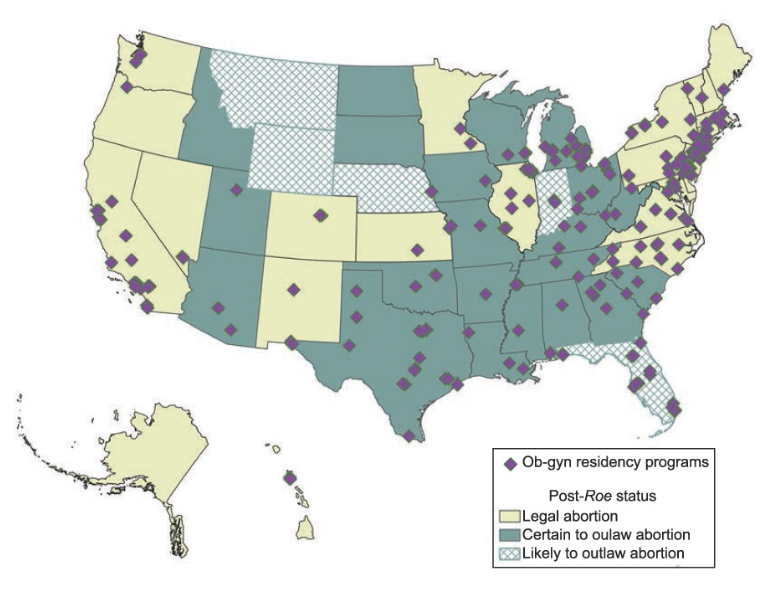 Ob-gyn residency programs
Post-Roe status
Legal abortion
Certain to oulaw abortion
Likely to outlaw abortion